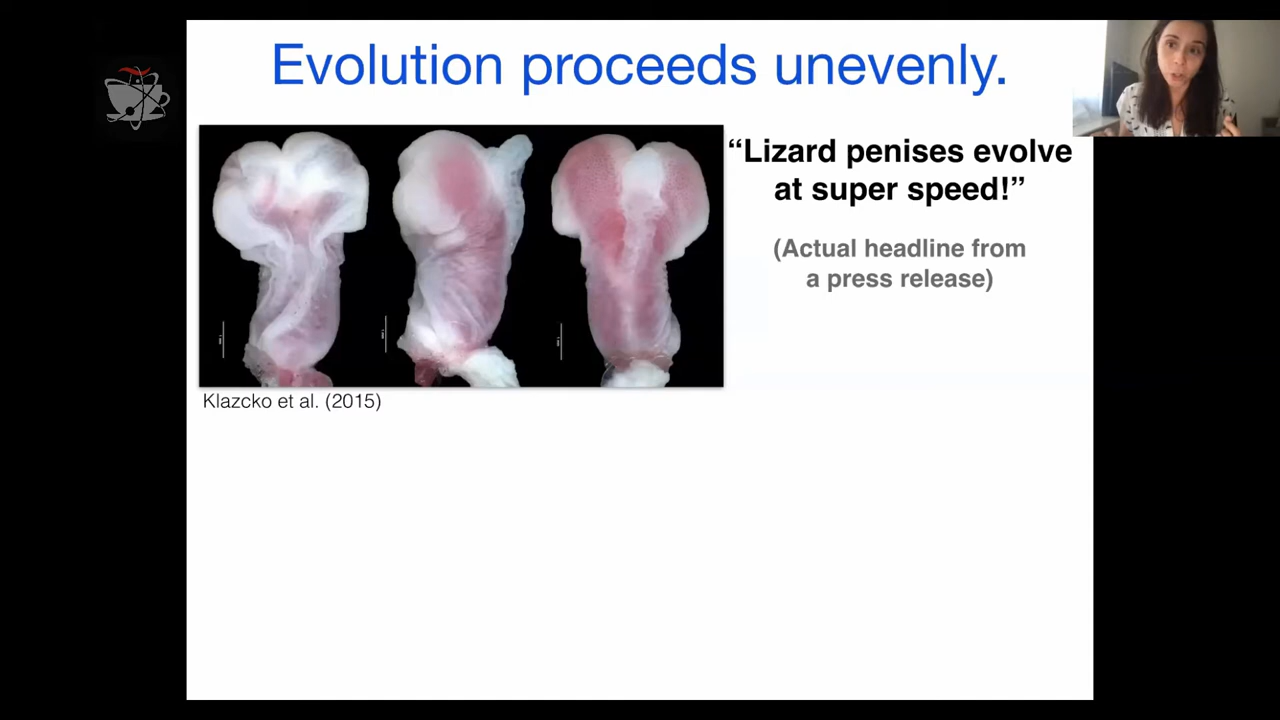 Evolution proceeds unevenly.
“Lizard penises evolve
at super speed!”
(Actual headline from
a press release)
Klazcko et al. (2015)